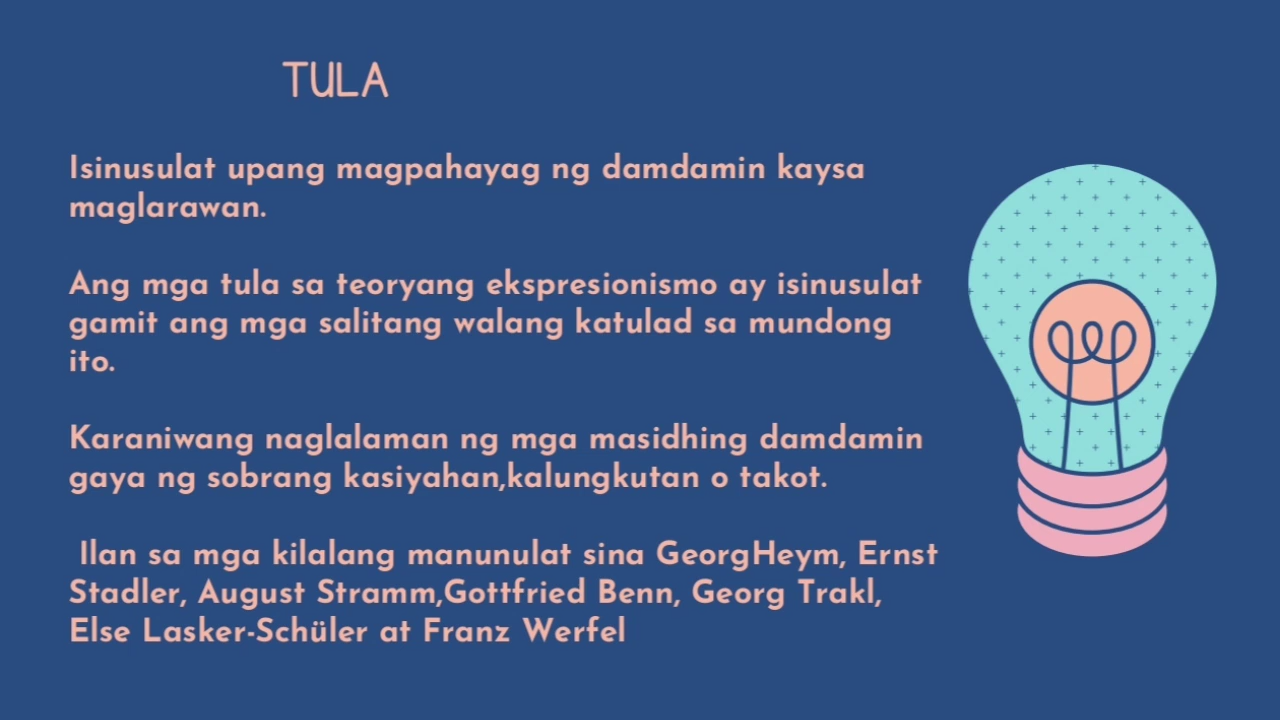 TULA
Isinusulat upang magpahayag ng damdamin kaysa
maglarawan.
Ang mga tula sa teoryang ekspresionismo ay isinusulat
gamit ang mga salitang walang katulad sa mundong
ito.
Karaniwang naglalaman ng mga masidhing damdamin
gaya ng sobrang kasiyahan,kalungkutan o takot.
Ilan sa mga kilalang manunulat sina GeorgHeym, Ernst
Stadler, August Stramm,Gottfried Benn, Georg Trakl,
Else Lasker-Schüler at Franz Werfel